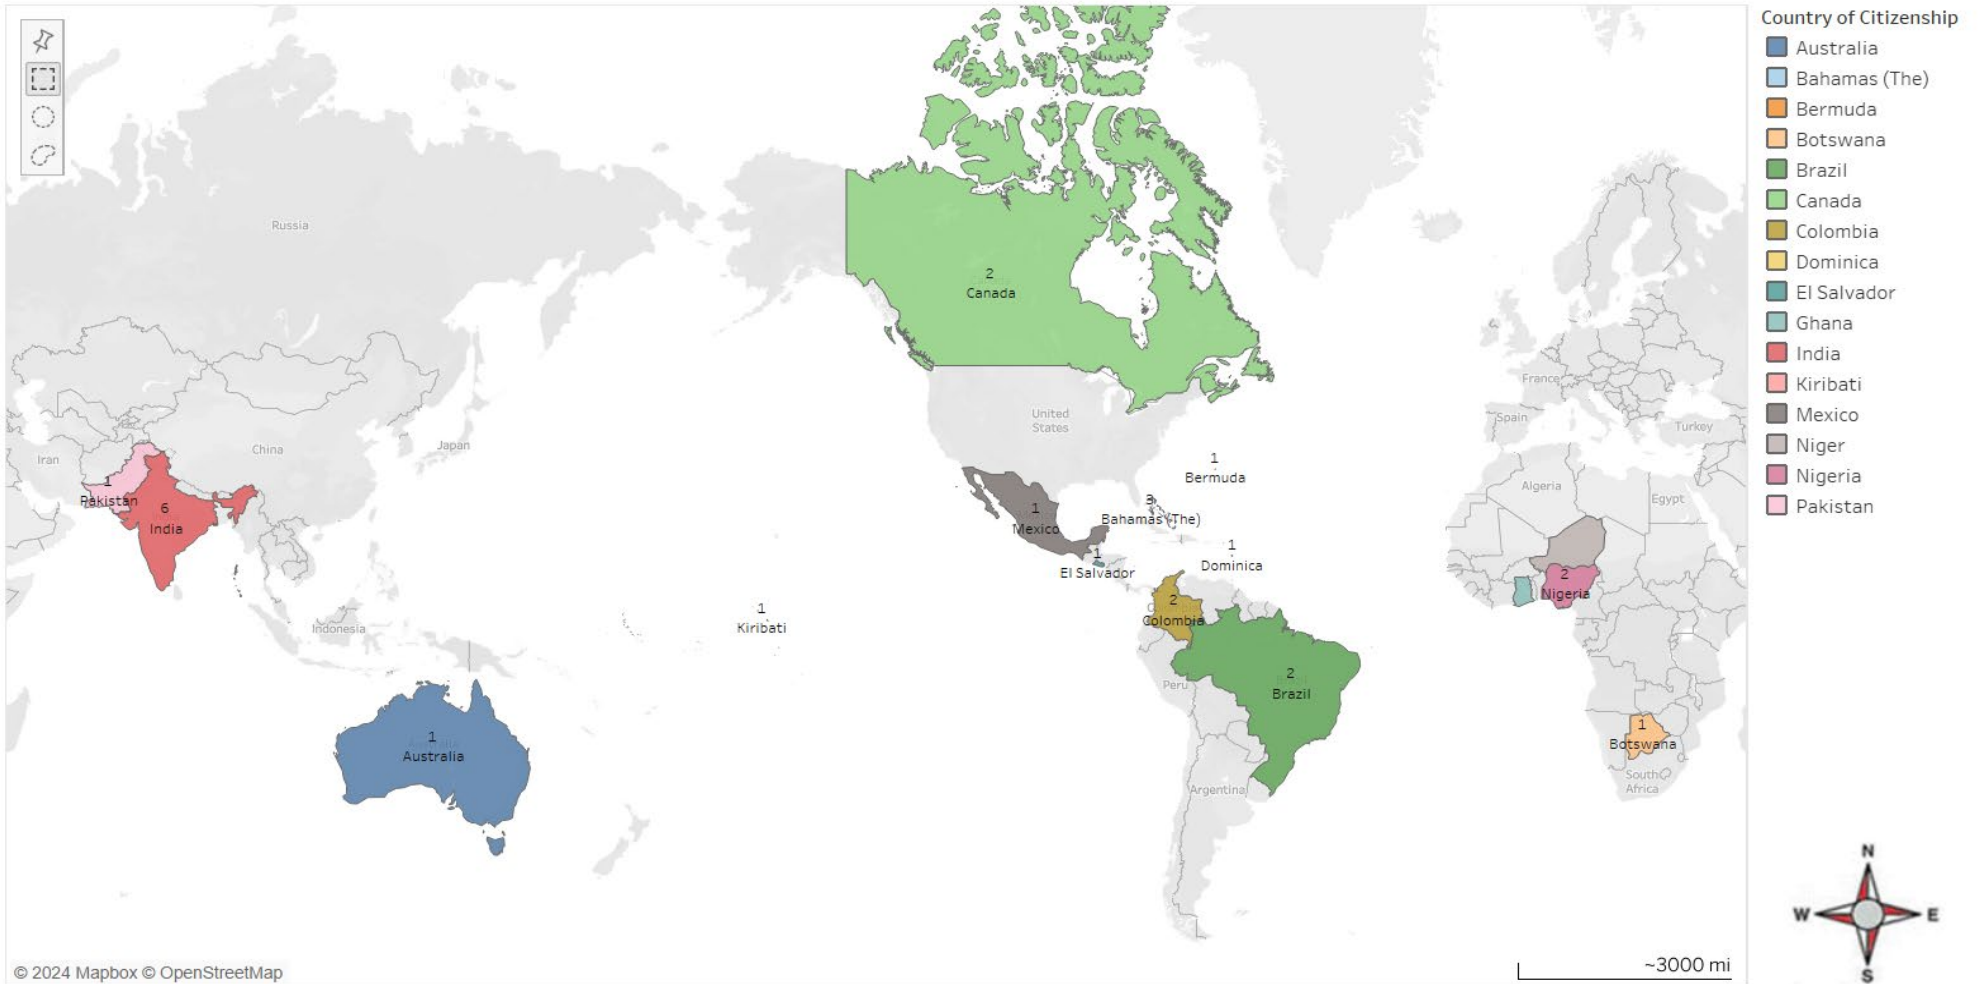 Country of Citizenship
Australia
Bahamas (The)
Bermuda
Botswana
Brazil
Canada
Colombia
Dominica
El Salvador
Ghana
India
Kiribati
Mexico
Niger
Nigeria
Pakistan
Russia
2
Canada
United
States
France
Spain
Turkey
China
Japan
Iran
1
Pakistan
6
India
1
Bermuda
3
Bahamas (The)
1
Mexico
1
El Salvador
1
Dominica
Algeria
Egypt
2
Nigeria
2
Colombia
1
Kiribati
Indonesia
Peru
2
Brazil
1
Australia
1
Botswana
South
Africa
Argentina
N
W
E
S
© 2024 Mapbox © OpenStreetMap
~3000 mi